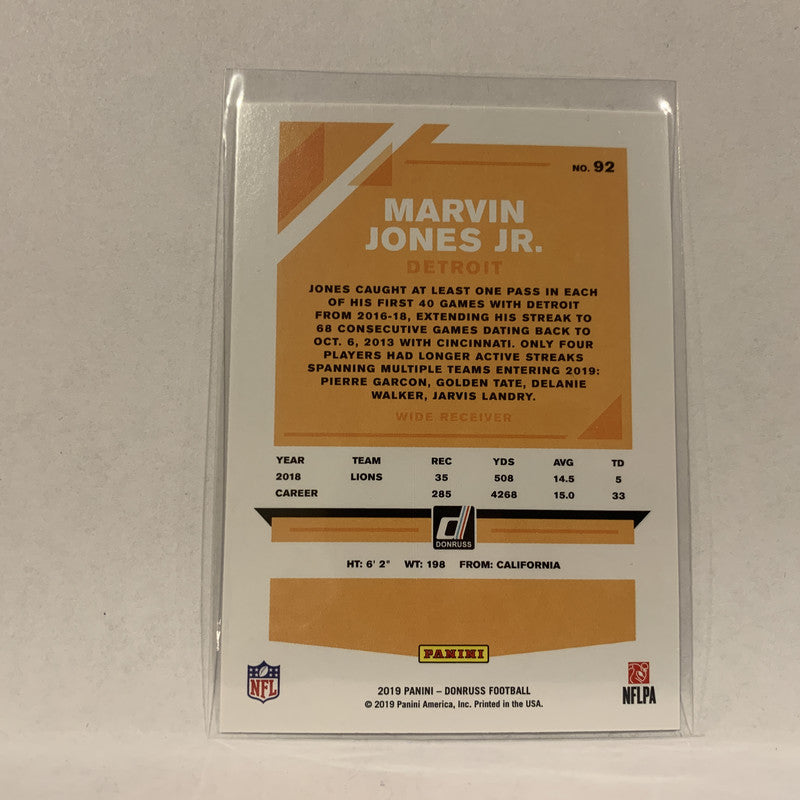 NO. 92
MARVIN
JONES JR.
DETROIT
JONES CAUGHT AT LEAST ONE PASS IN EACH
OF HIS FIRST 40 GAMES WITH DETROIT
FROM 2016-18, EXTENDING HIS STREAK TO
68 CONSECUTIVE GAMES DATING BACK TO
OCT. 6, 2013 WITH CINCINNATI. ONLY FOUR
PLAYERS HAD LONGER ACTIVE STREAKS
SPANNING MULTIPLE TEAMS ENTERING 2019:
PIERRE GARCON, GOLDEN TATE, DELANIE
WALKER, JARVIS LANDRY.
WIDE RECEIVER
YEAR TEAM REC YDS AVG TD
2018 LIONS 35 508 14.5 5
CAREER 285 4268 15.0 33
d
DONRUSS
HT: 6' 2" WT: 198 FROM: CALIFORNIA
PANINI
NFL
2019 PANINI – DONRUSS FOOTBALL
© 2019 Panini America, Inc. Printed in the USA.
NFLPA